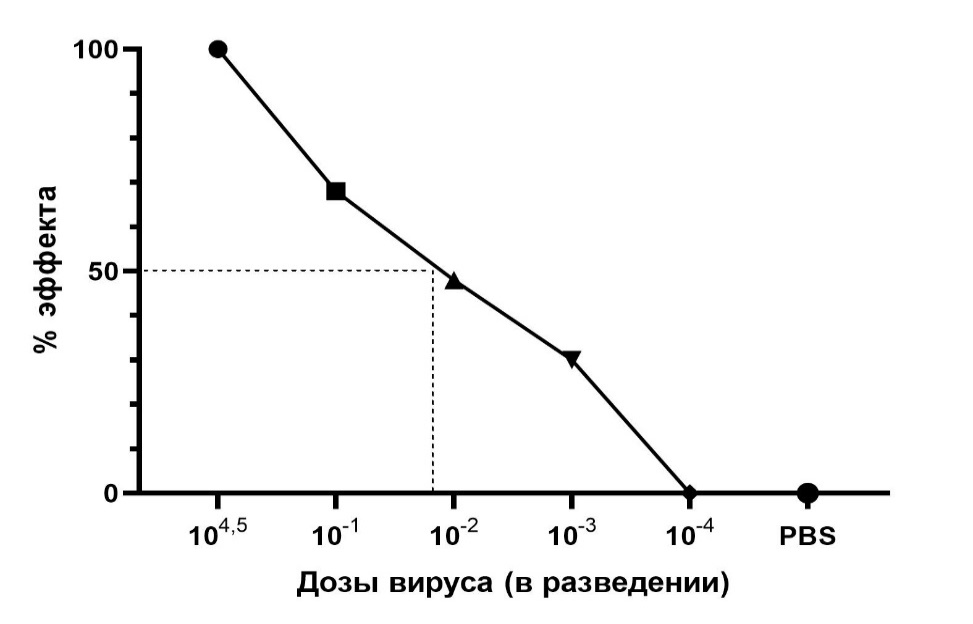 100
50
0
% эффекта
10^4,5 10^-1 10^-2 10^-3 10^-4 PBS
Дозы вируса (в разведении)